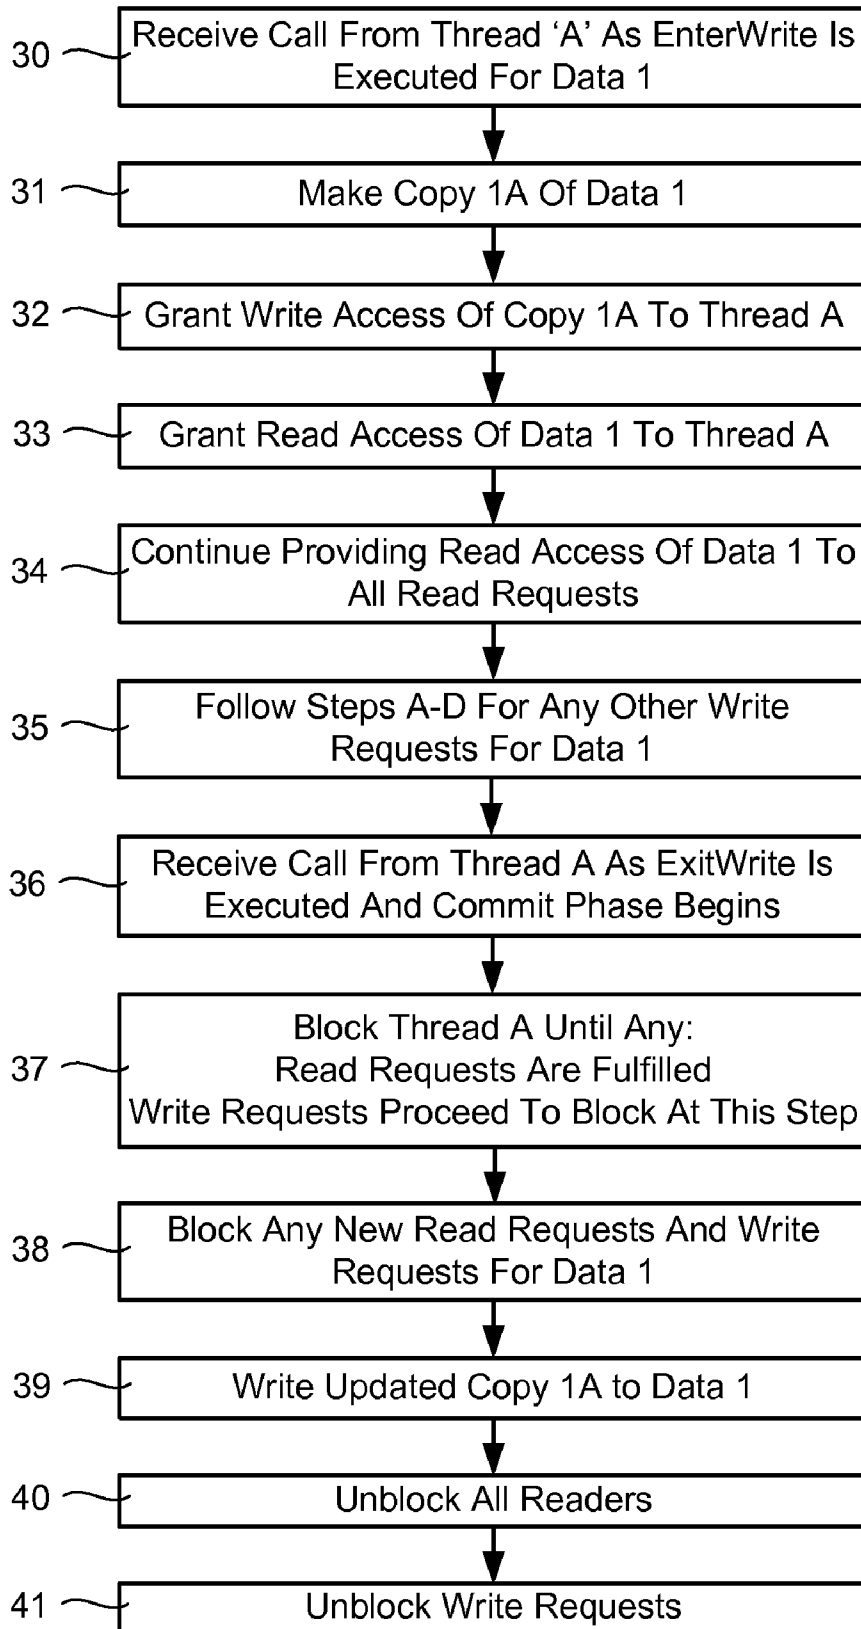 30
Receive Call From Thread ‘A’ As EnterWrite Is
Executed For Data 1
31
Make Copy 1A Of Data 1
32
Grant Write Access Of Copy 1A To Thread A
33
Grant Read Access Of Data 1 To Thread A
34
Continue Providing Read Access Of Data 1 To
All Read Requests
35
Follow Steps A-D For Any Other Write
Requests For Data 1
36
Receive Call From Thread A As ExitWrite Is
Executed And Commit Phase Begins
37
Block Thread A Until Any:
Read Requests Are Fulfilled
Write Requests Proceed To Block At This Step
38
Block Any New Read Requests And Write
Requests For Data 1
39
Write Updated Copy 1A to Data 1
40
Unblock All Readers
41
Unblock Write Requests